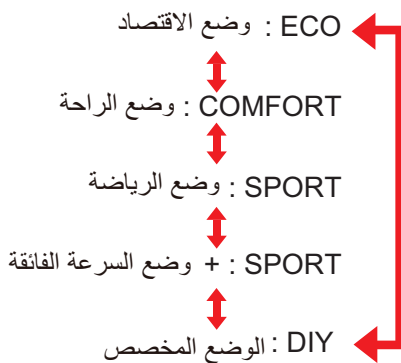 ECO : وضع الاقتصاد
COMFORT : وضع الراحة
SPORT : وضع الرياضة
SPORT : + وضع السرعة الفائقة
DIY : الوضع المخصص